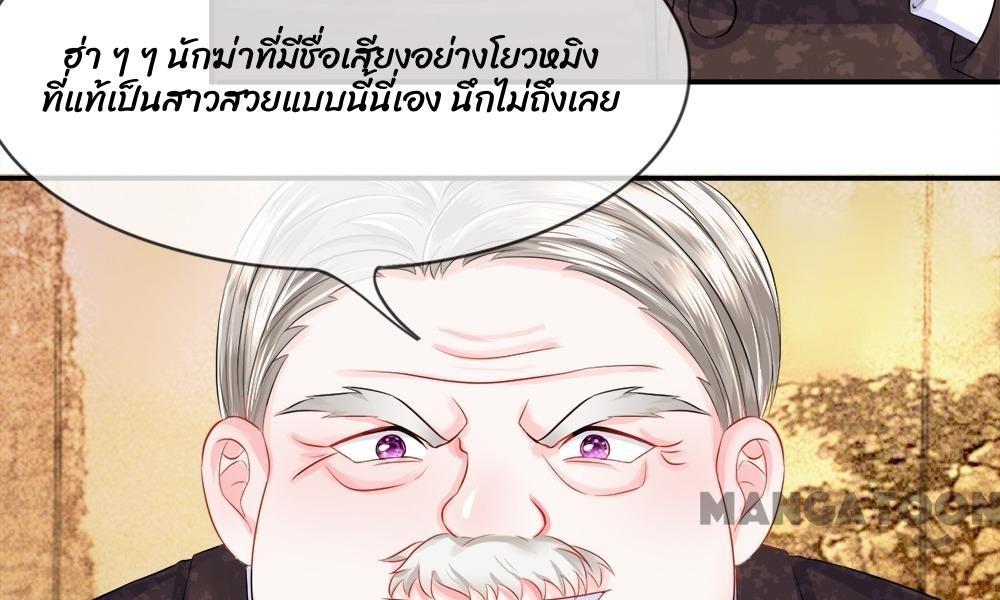 ฮ่า ๆ ๆ นักฆ่าที่มีชื่อเสียงอย่างโยวหมิง
ที่แท้เป็นสาวสวยแบบนี้นี่เอง นึกไม่ถึงเลย
MANGATOON